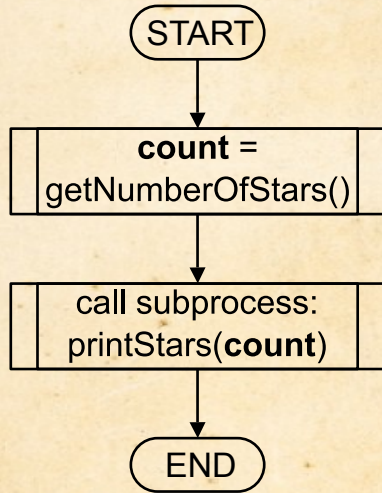 START
count =
getNumberOfStars()
call subprocess:
printStars(count)
END